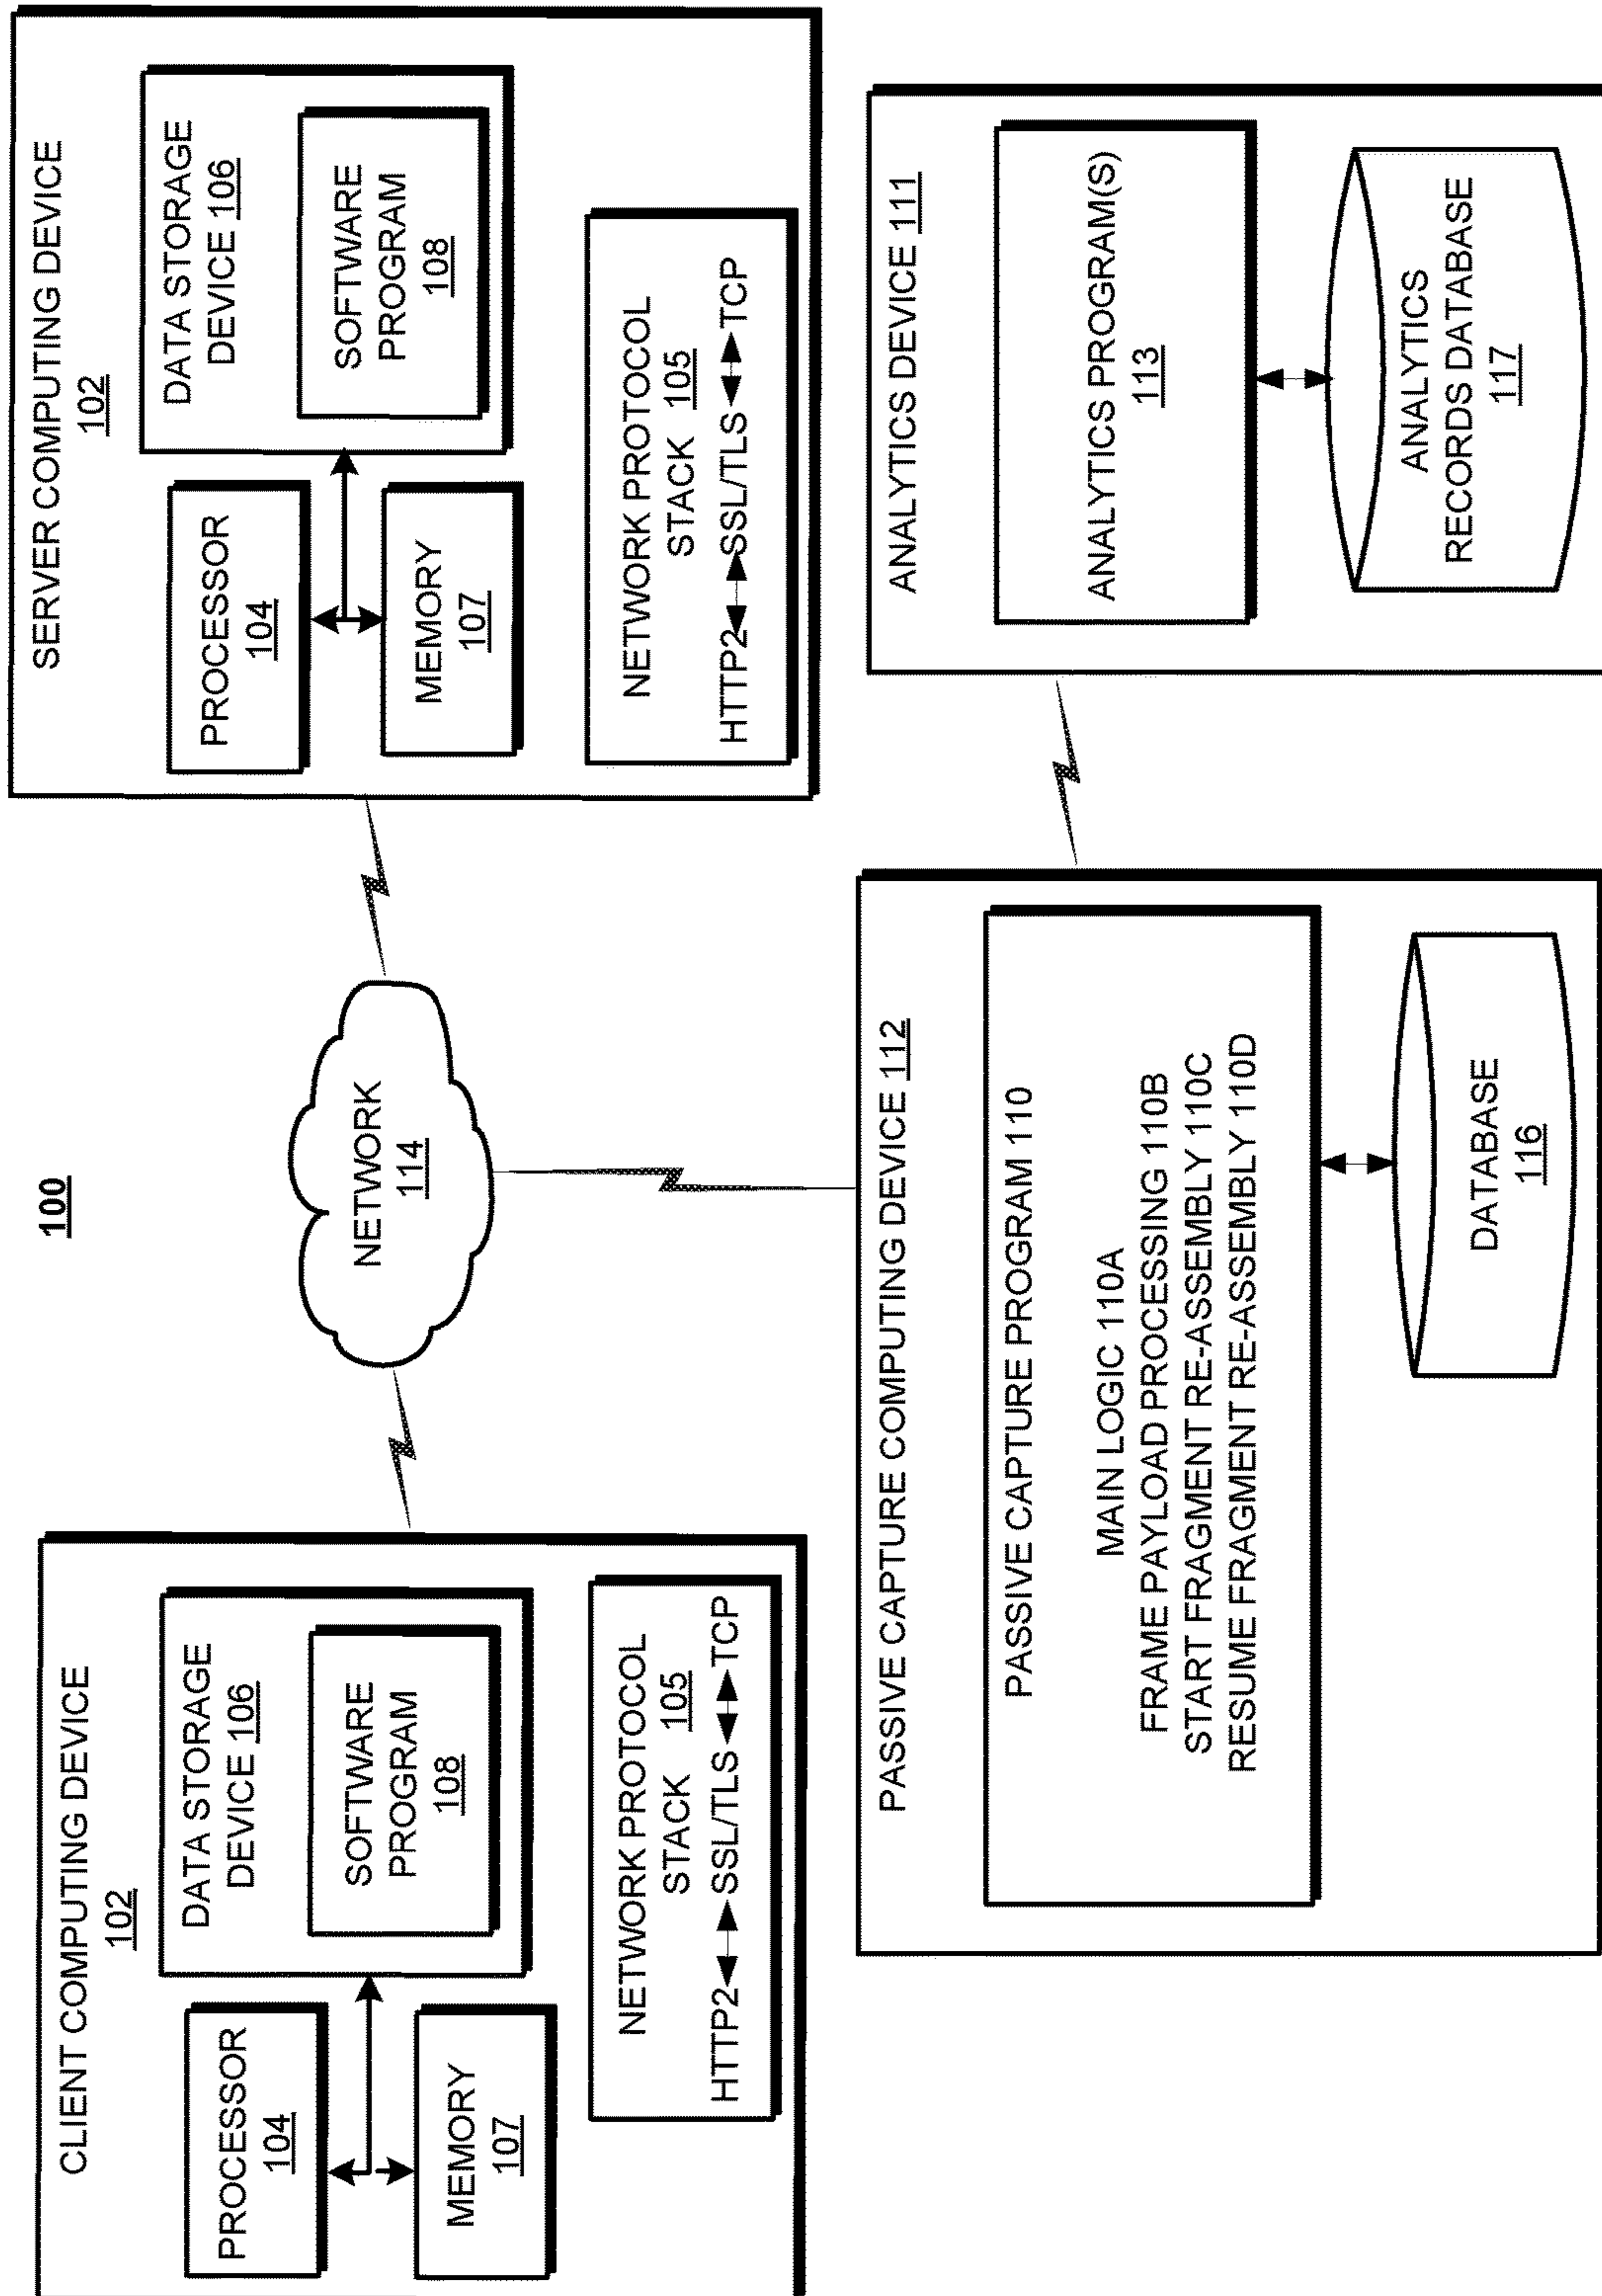 100
CLIENT COMPUTING DEVICE
102
PROCESSOR
104
MEMORY
107
DATA STORAGE
DEVICE 106
SOFTWARE
PROGRAM
108
NETWORK PROTOCOL
STACK 105
HTTP2 SSL/TLS TCP
NETWORK
114
SERVER COMPUTING DEVICE
102
PROCESSOR
104
MEMORY
107
DATA STORAGE
DEVICE 106
SOFTWARE
PROGRAM
108
NETWORK PROTOCOL
STACK 105
HTTP2 SSL/TLS TCP
PASSIVE CAPTURE COMPUTING DEVICE 112
PASSIVE CAPTURE PROGRAM 110
MAIN LOGIC 110A
FRAME PAYLOAD PROCESSING 110B
START FRAGMENT RE-ASSEMBLY 110C
RESUME FRAGMENT RE-ASSEMBLY 110D
DATABASE
116
ANALYTICS DEVICE 111
ANALYTICS PROGRAM(S)
113
ANALYTICS
RECORDS DATABASE
117